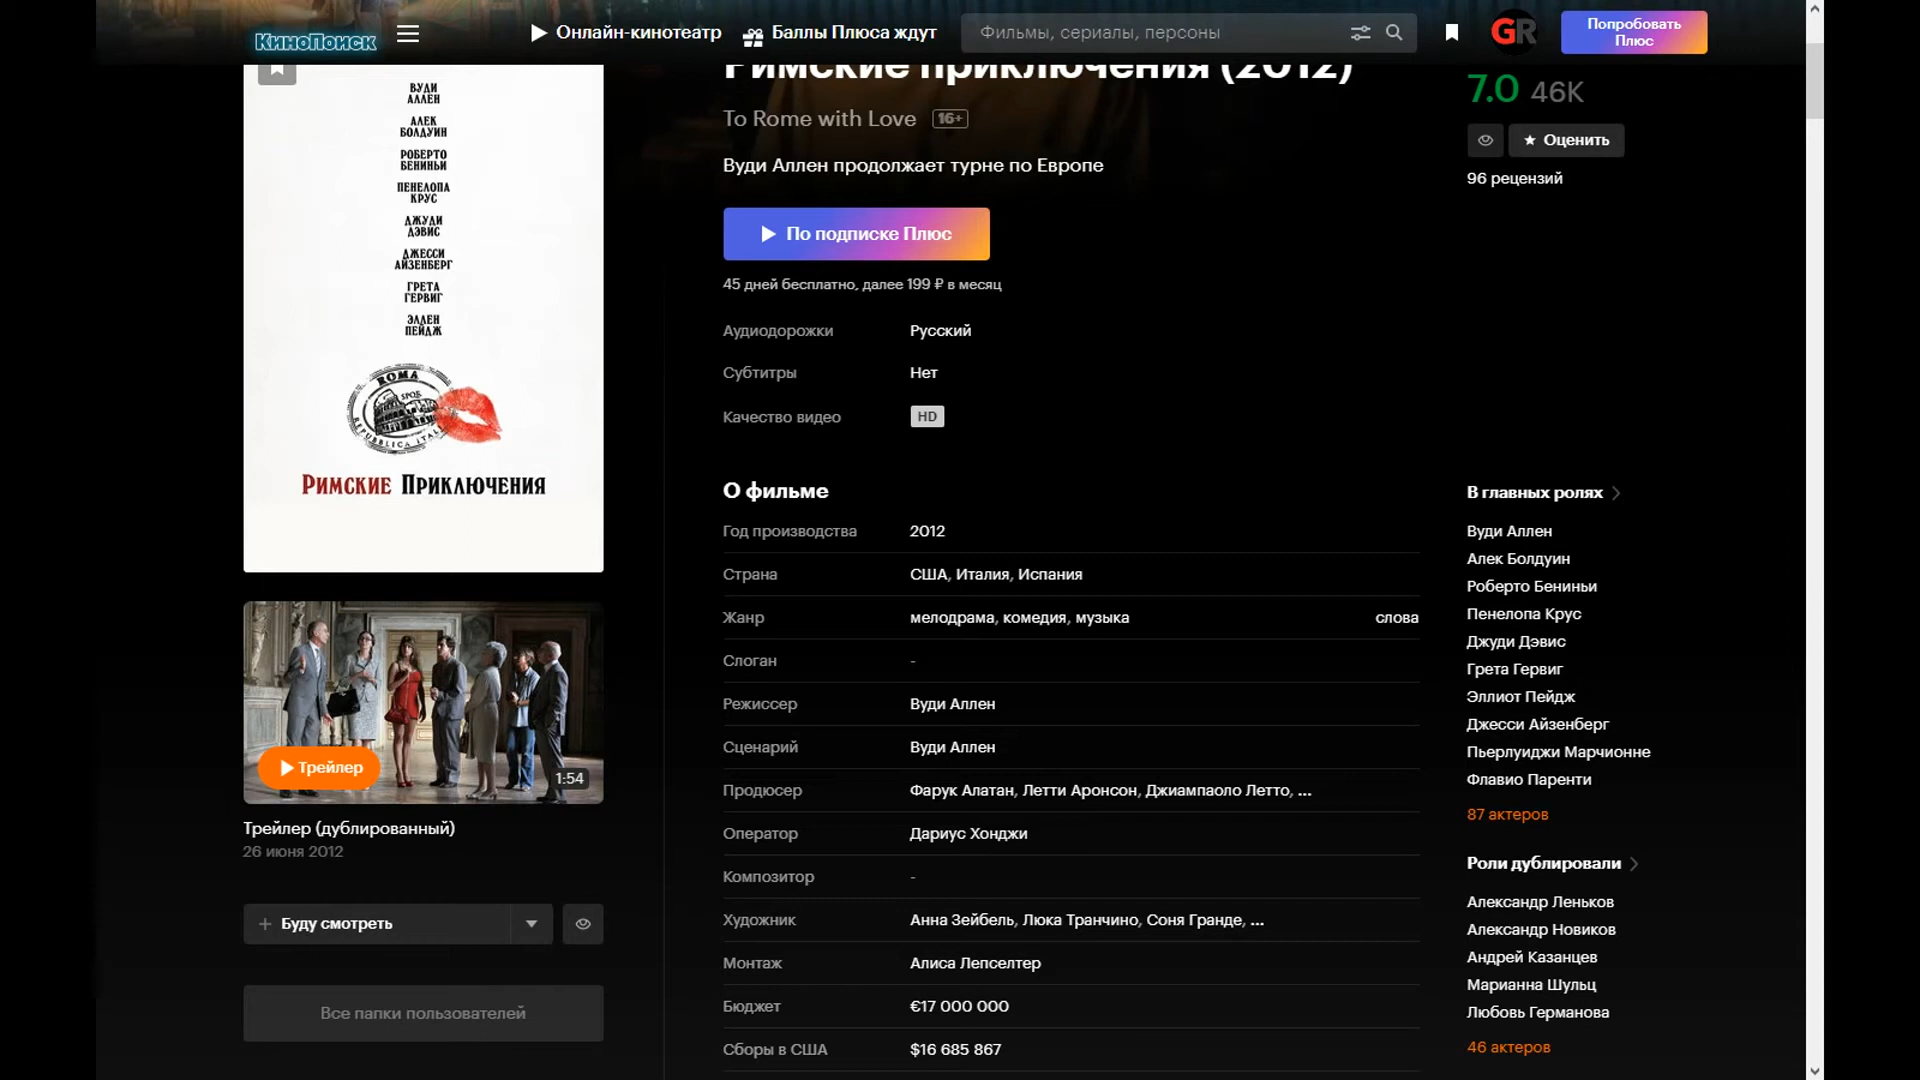 КиноПоиск
Онлайн-кинотеатр
Баллы Плюса ждут
Фильмы, сериалы, персоны
GR
Попробовать
Плюс
ВУДИ
АЛЛЕН
АЛЕК
БОЛДУИН
РОБЕРТО
БЕНИНЬИ
ПЕНЕЛОПА
КРУС
ДЖУДИ
ДЭВИС
ДЖЕССИ
АЙЗЕНБЕРГ
ГРЕТА
ГЕРВИГ
ЭЛЛЕН
ПЕЙДЖ
ROMA
SPQR
REPUBBLICA ITAL
РИМСКИЕ ПРИКЛЮЧЕНИЯ
Трейлер
1:54
Трейлер (дублированный)
26 июня 2012
Буду смотреть
Все папки пользователей
Римские приключения (2012)
To Rome with Love 16+
Вуди Аллен продолжает турне по Европе
По подписке Плюс
45 дней бесплатно, далее 199 ₽ в месяц
Аудиодорожки Русский
Субтитры Нет
Качество видео HD
О фильме
Год производства 2012
Страна США, Италия, Испания
Жанр мелодрама, комедия, музыка слова
Слоган -
Режиссер Вуди Аллен
Сценарий Вуди Аллен
Продюсер Фарук Алатан, Летти Аронсон, Джиампаоло Летто, ...
Оператор Дариус Хонджи
Композитор -
Художник Анна Зейбель, Люка Транчино, Соня Гранде, ...
Монтаж Алиса Лепселтер
Бюджет €17 000 000
Сборы в США $16 685 867
7.0 46K
Оценить
96 рецензий
В главных ролях
Вуди Аллен
Алек Болдуин
Роберто Бениньи
Пенелопа Крус
Джуди Дэвис
Грета Гервиг
Эллиот Пейдж
Джесси Айзенберг
Пьерлуиджи Марчионне
Флавио Паренти
87 актеров
Роли дублировали
Александр Леньков
Александр Новиков
Андрей Казанцев
Марианна Шульц
Любовь Германова
46 актеров